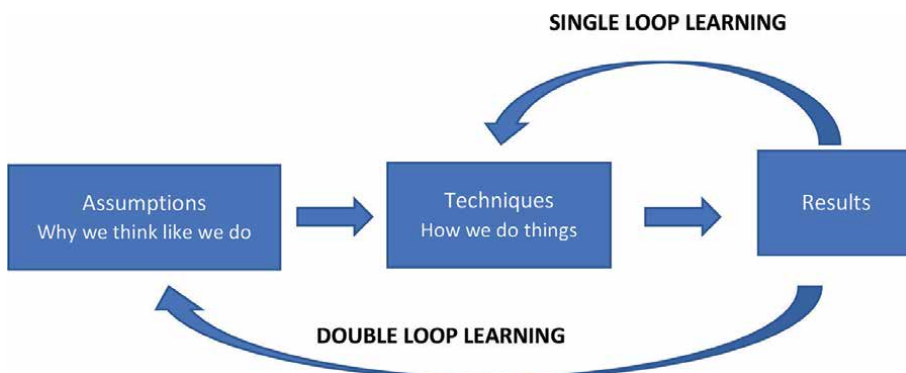 SINGLE LOOP LEARNING
Assumptions
Why we think like we do
Techniques
How we do things
Results
DOUBLE LOOP LEARNING